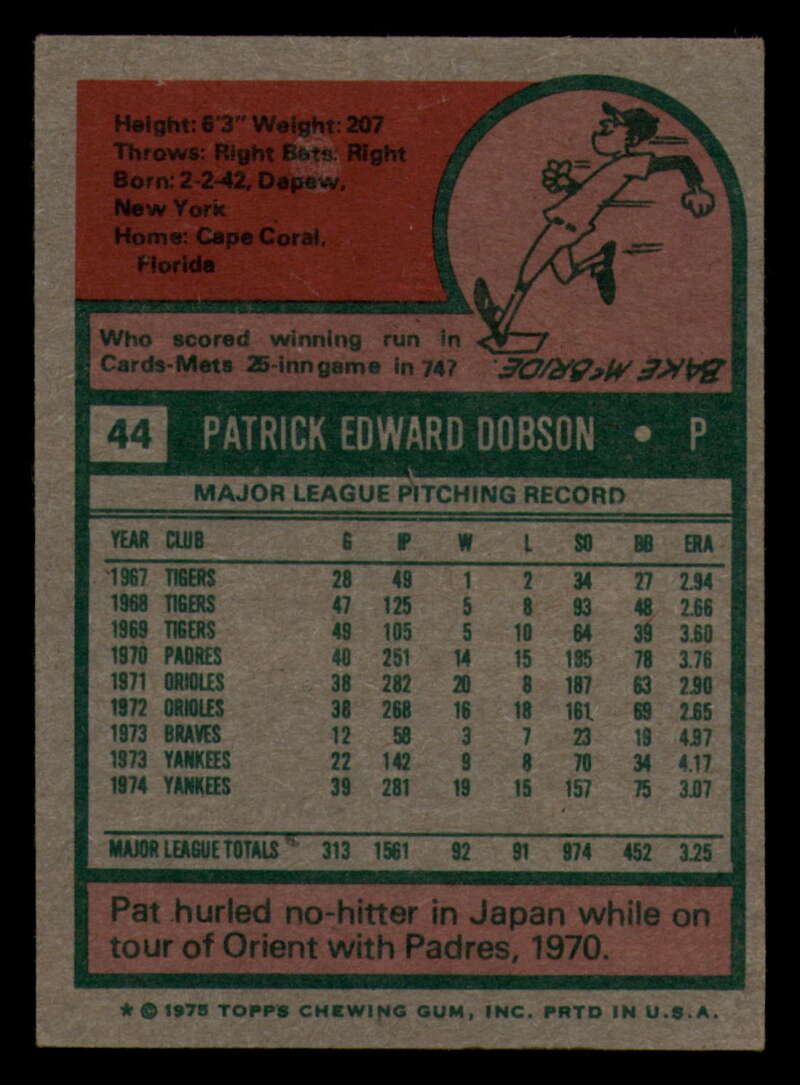 Height: 6'3" Weight: 207
Throws: Right Bats: Right
Born: 2-2-42, Depew,
New York
Home: Cape Coral,
Florida
Who scored winning run in
Cards-Mets 25-inn game in 74?
BAKE McBRIDE.
44 PATRICK EDWARD DOBSON • P
MAJOR LEAGUE PITCHING RECORD
YEAR CLUB G IP W L SO BB ERA
1967 TIGERS 28 49 1 2 34 27 2.94
1968 TIGERS 47 125 5 8 93 48 2.66
1969 TIGERS 49 105 5 10 64 39 3.60
1970 PADRES 40 251 14 15 185 78 3.76
1971 ORIOLES 38 282 20 8 187 63 2.90
1972 ORIOLES 38 268 16 18 161 69 2.65
1973 BRAVES 12 58 3 7 23 19 4.97
1973 YANKEES 22 142 9 8 70 34 4.17
1974 YANKEES 39 281 19 15 157 75 3.07
MAJOR LEAGUE TOTALS 313 1561 92 91 974 452 3.25
Pat hurled no-hitter in Japan while on
tour of Orient with Padres, 1970.
* © 1975 TOPPS CHEWING GUM, INC. PRTD IN U.S.A.